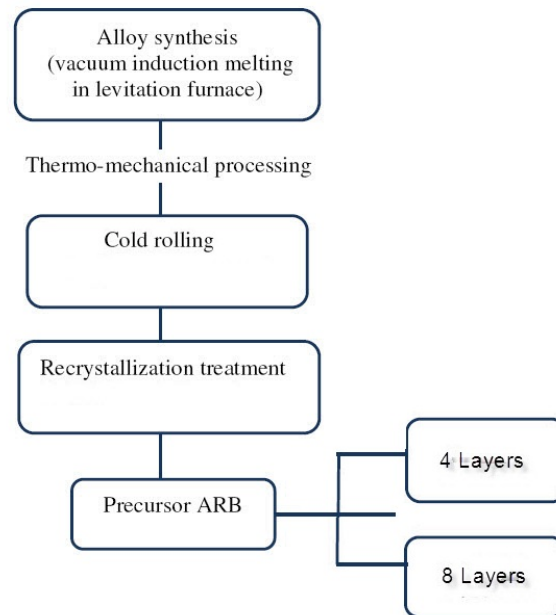 Alloy synthesis
(vacuum induction melting
in levitation furnace)
Thermo-mechanical processing
Cold rolling
Recrystallization treatment
Precursor ARB
4 Layers
8 Layers